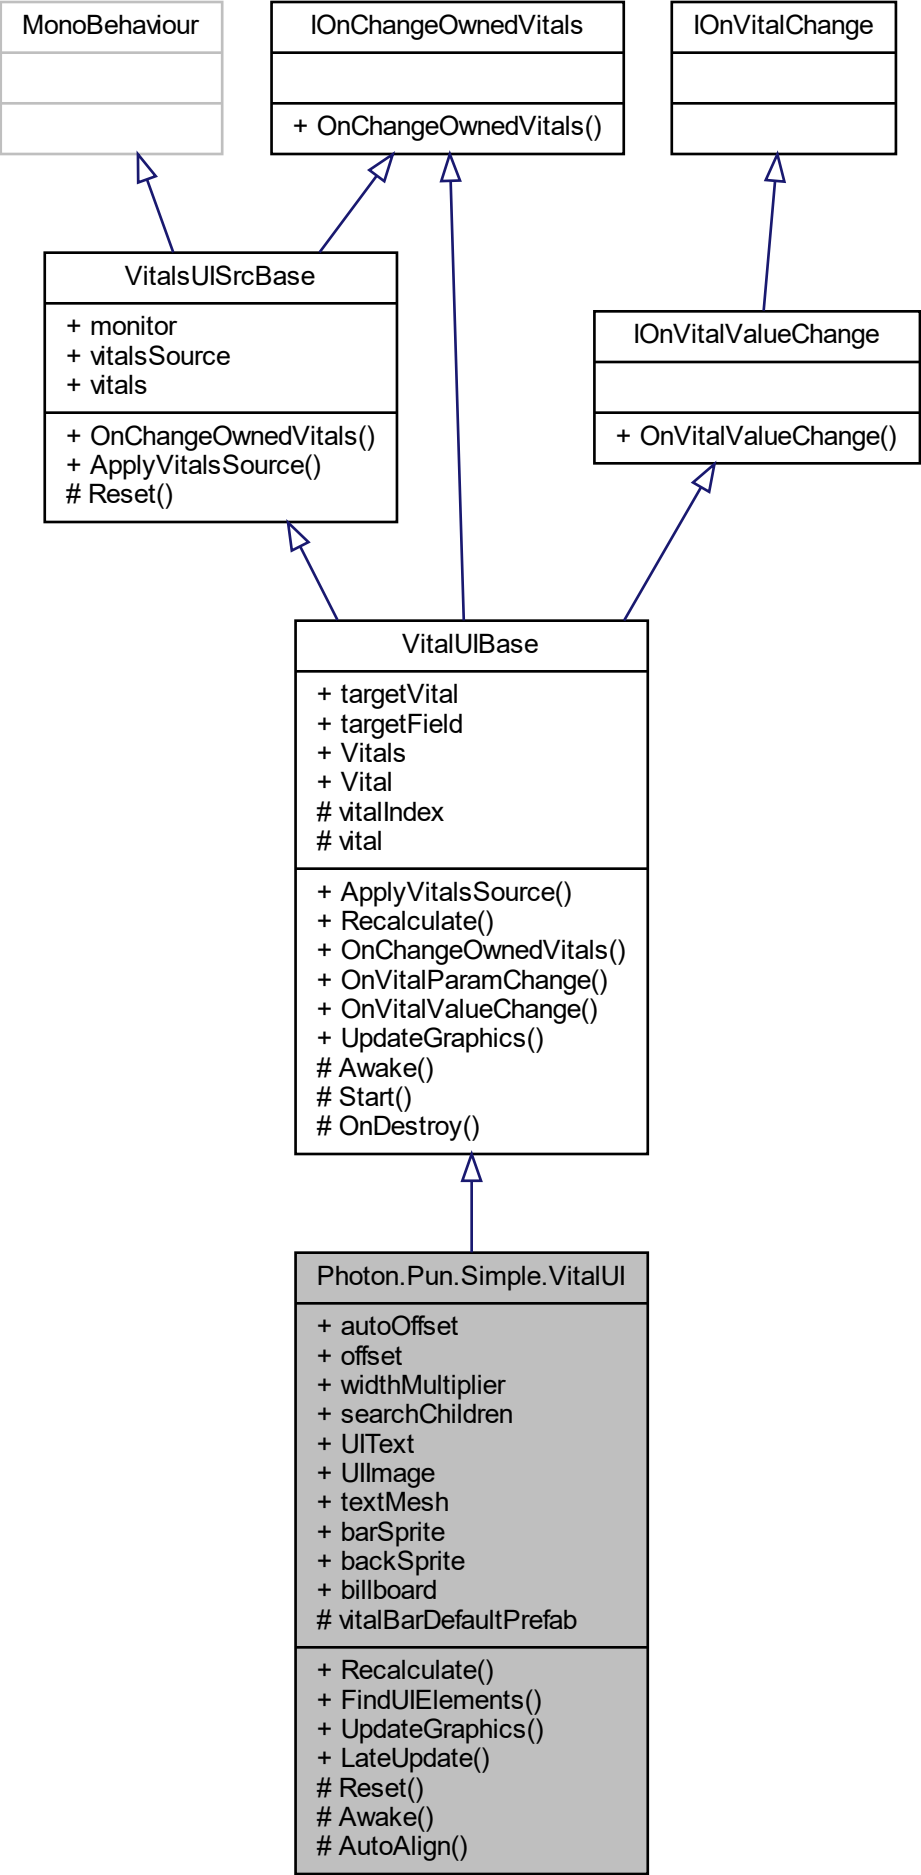 MonoBehaviour
IOnChangeOwnedVitals
+ OnChangeOwnedVitals()
IOnVitalChange
VitalsUISrcBase
+ monitor
+ vitalsSource
+ vitals
+ OnChangeOwnedVitals()
+ ApplyVitalsSource()
# Reset()
IOnVitalValueChange
+ OnVitalValueChange()
VitalUIBase
+ targetVital
+ targetField
+ Vitals
+ Vital
# vitalIndex
# vital
+ ApplyVitalsSource()
+ Recalculate()
+ OnChangeOwnedVitals()
+ OnVitalParamChange()
+ OnVitalValueChange()
+ UpdateGraphics()
# Awake()
# Start()
# OnDestroy()
Photon.Pun.Simple.VitalUI
+ autoOffset
+ offset
+ widthMultiplier
+ searchChildren
+ UIText
+ UIImage
+ textMesh
+ barSprite
+ backSprite
+ billboard
# vitalBarDefaultPrefab
+ Recalculate()
+ FindUIElements()
+ UpdateGraphics()
+ LateUpdate()
# Reset()
# Awake()
# AutoAlign()